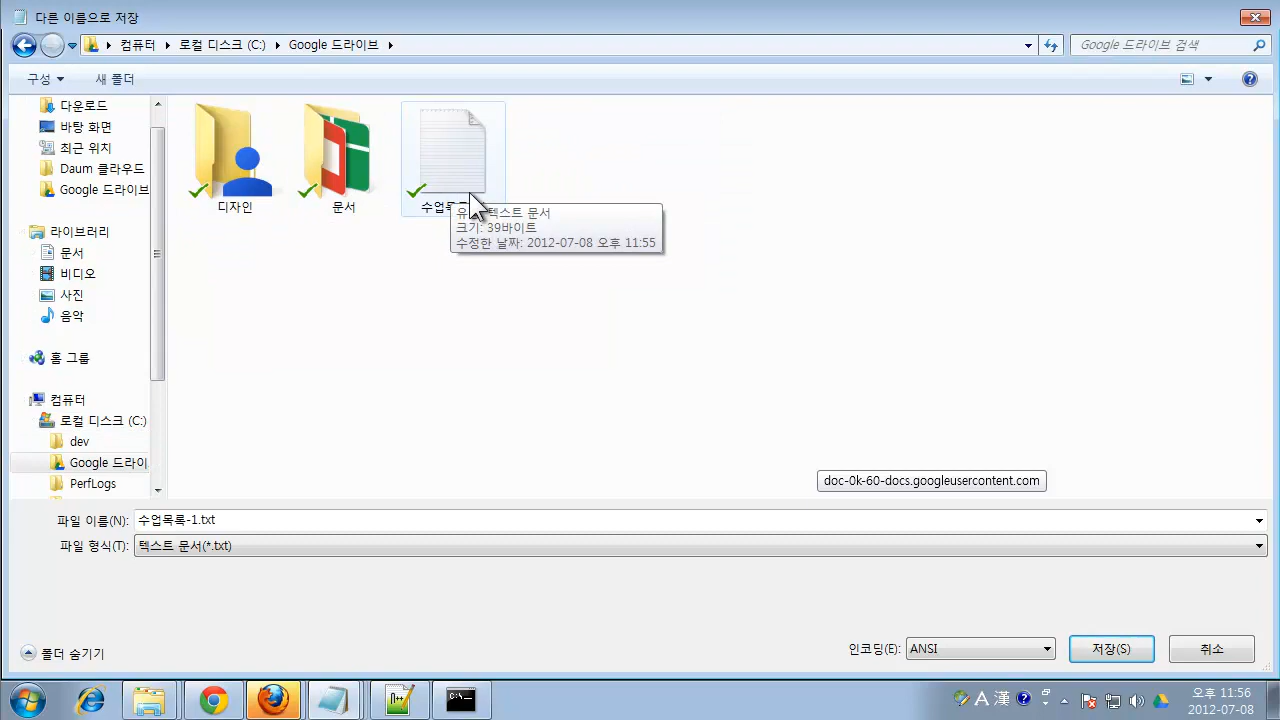 다른 이름으로 저장
컴퓨터 로컬 디스크 (C:) Google 드라이브
Google 드라이브 검색
구성 새 폴더
다운로드
바탕 화면
최근 위치
Daum 클라우드
Google 드라이브
라이브러리
문서
비디오
사진
음악
홈 그룹
컴퓨터
로컬 디스크 (C:)
dev
Google 드라이
PerfLogs
디자인
문서
수업목
텍스트 문서
크기: 39바이트
수정한 날짜: 2012-07-08 오후 11:55
doc-0k-60-docs.googleusercontent.com
파일 이름(N): 수업목록-1.txt
파일 형식(T): 텍스트 문서(*.txt)
폴더 숨기기
인코딩(E): ANSI 저장(S) 취소
A 漢
오후 11:56
2012-07-08